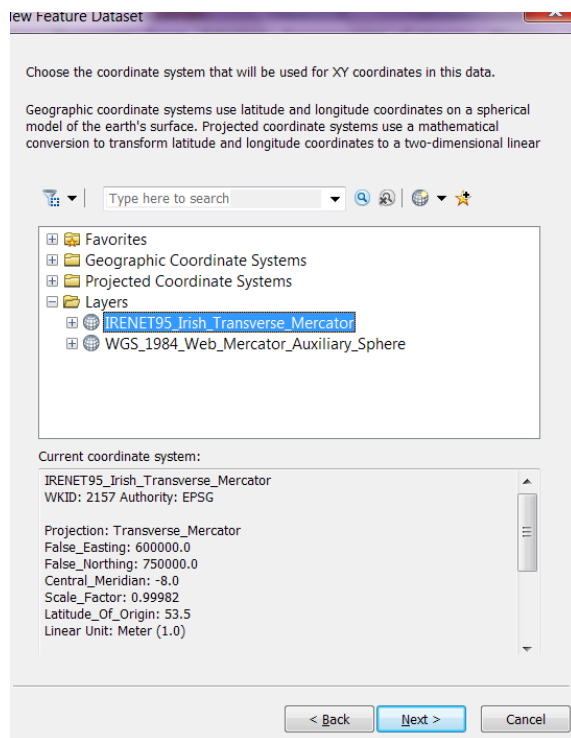 New Feature Dataset
Choose the coordinate system that will be used for XY coordinates in this data.
Geographic coordinate systems use latitude and longitude coordinates on a spherical
model of the earth's surface. Projected coordinate systems use a mathematical
conversion to transform latitude and longitude coordinates to a two-dimensional linear
Type here to search
Favorites
Geographic Coordinate Systems
Projected Coordinate Systems
Layers
IRENET95_Irish_Transverse_Mercator
WGS_1984_Web_Mercator_Auxiliary_Sphere
Current coordinate system:
IRENET95_Irish_Transverse_Mercator
WKID: 2157 Authority: EPSG
Projection: Transverse_Mercator
False_Easting: 600000.0
False_Northing: 750000.0
Central_Meridian: -8.0
Scale_Factor: 0.99982
Latitude_Of_Origin: 53.5
Linear Unit: Meter (1.0)
< Back Next > Cancel